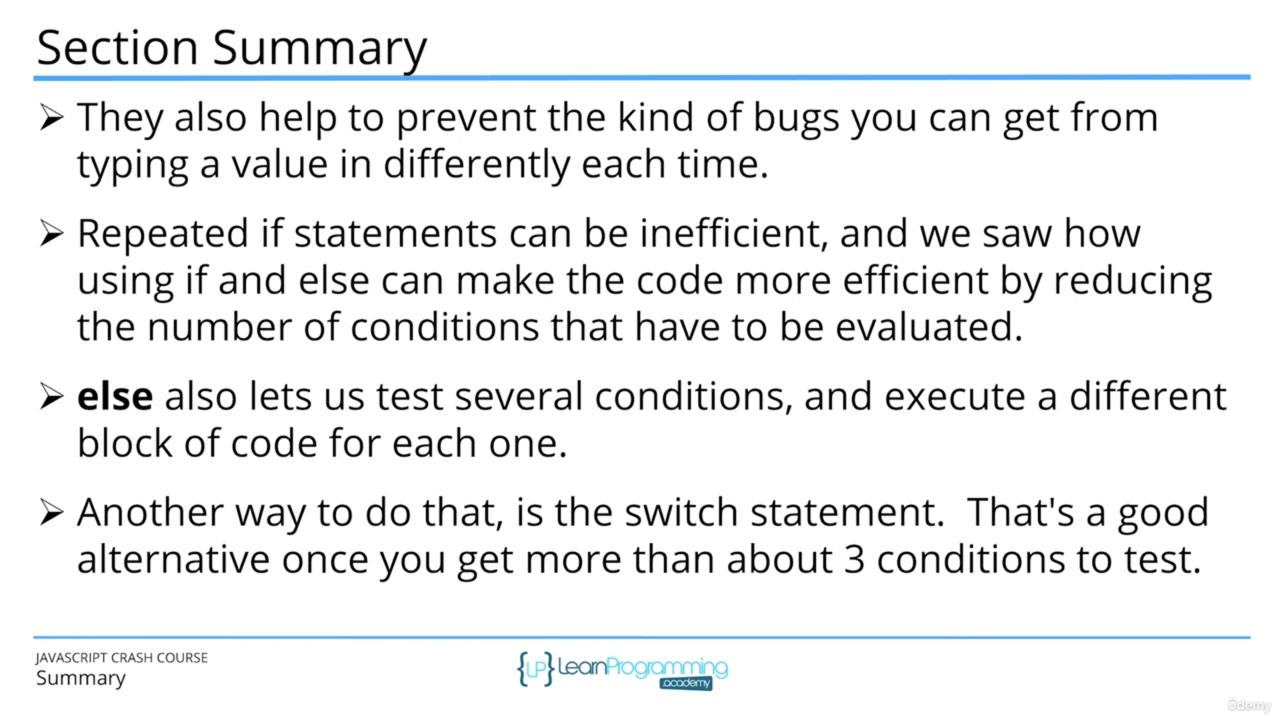 Section Summary
They also help to prevent the kind of bugs you can get from
typing a value in differently each time.
Repeated if statements can be inefficient, and we saw how
using if and else can make the code more efficient by reducing
the number of conditions that have to be evaluated.
else also lets us test several conditions, and execute a different
block of code for each one.
Another way to do that, is the switch statement.  That's a good
alternative once you get more than about 3 conditions to test.
JAVASCRIPT CRASH COURSE
Summary
{LP} LearnProgramming
.academy
ûdemy